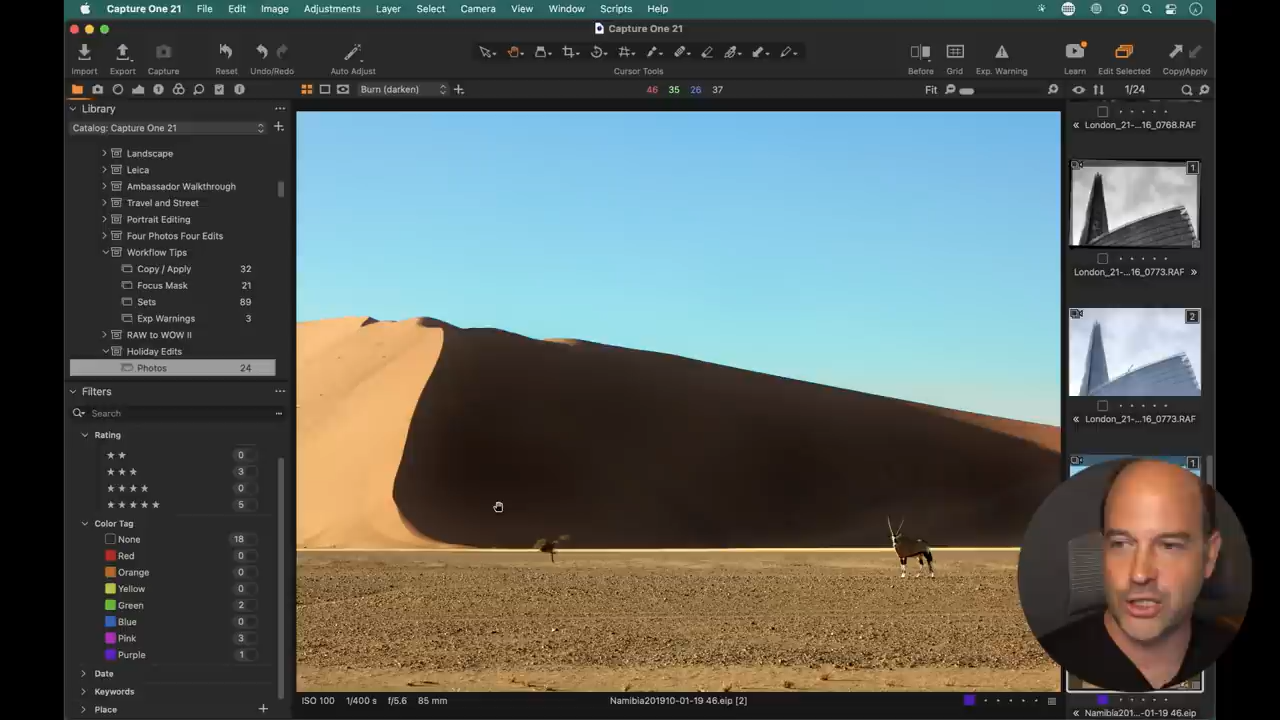 Capture One 21 File Edit Image Adjustments Layer Select Camera View Window Scripts Help
Capture One 21
Import Export Capture Reset Undo/Redo Auto Adjust Cursor Tools Before Grid Exp. Warning Learn Edit Selected Copy/Apply
Burn (darken) 46 35 26 37 Fit 1/24
Library
Catalog: Capture One 21
Landscape
Leica
Ambassador Walkthrough
Travel and Street
Portrait Editing
Four Photos Four Edits
Workflow Tips
Copy / Apply 32
Focus Mask 21
Sets 89
Exp Warnings 3
RAW to WOW II
Holiday Edits
Photos 24
Filters
Search
Rating
0
3
0
5
Color Tag
None 18
Red 0
Orange 0
Yellow 0
Green 2
Blue 0
Pink 3
Purple 1
Date
Keywords
Place
ISO 100 1/400 s f/5.6 85 mm Namibia201910-01-19 46.eip [2]
London_21-...16_0768.RAF
1
London_21-...16_0773.RAF
2
London_21-...16_0773.RAF
1
Namibia201...-01-19 46.eip